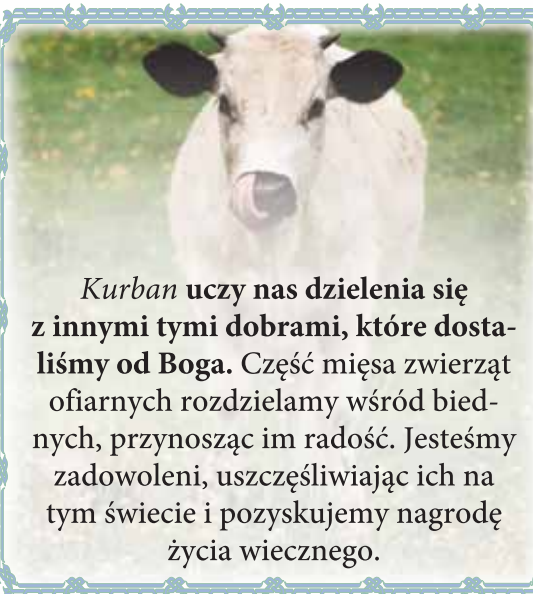 Kurban uczy nas dzielenia się
z innymi tymi dobrami, które dosta-
liśmy od Boga. Część mięsa zwierząt
ofiarnych rozdzielamy wśród bied-
nych, przynosząc im radość. Jesteśmy
zadowoleni, uszczęśliwiając ich na
tym świecie i pozyskujemy nagrodę
życia wiecznego.